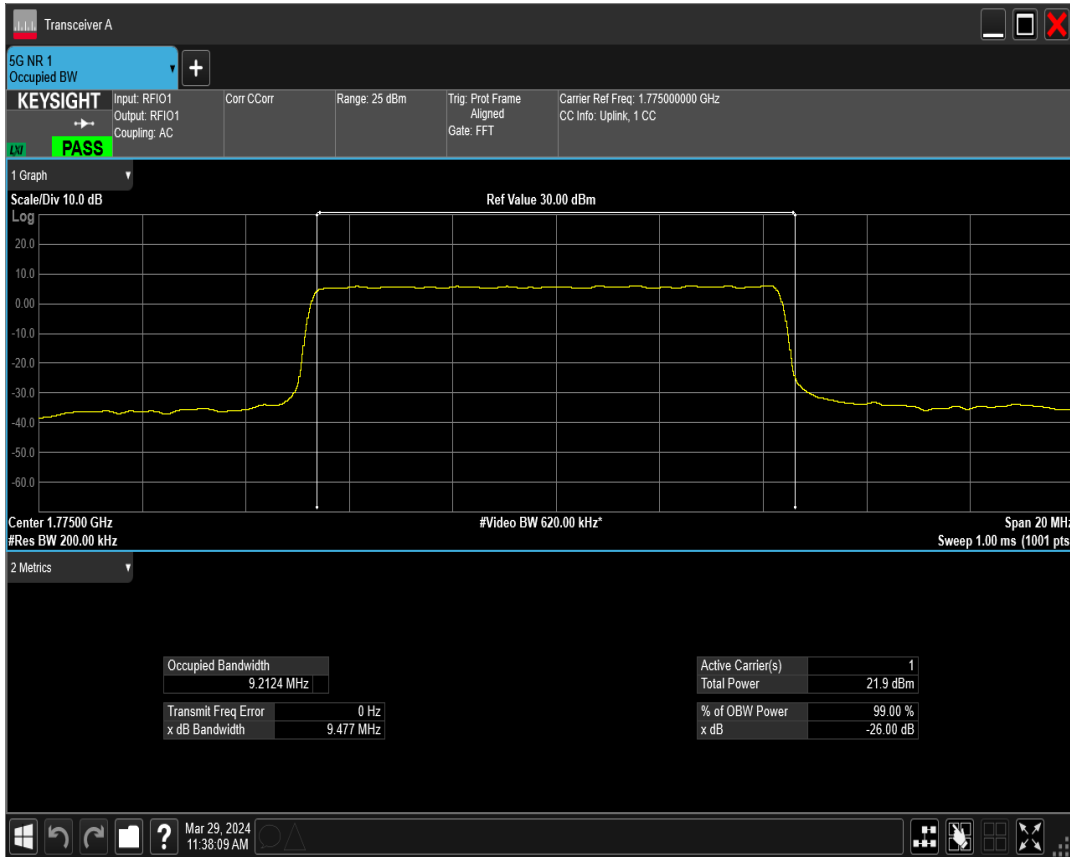 Transceiver A
5G NR 1
Occupied BW
+
KEYSIGHT
LXI
PASS
Input: RFIO1
Output: RFIO1
Coupling: AC
Corr CCorr
Range: 25 dBm
Trig: Prot Frame
Aligned
Gate: FFT
Carrier Ref Freq: 1.775000000 GHz
CC Info: Uplink, 1 CC
1 Graph
Scale/Div 10.0 dB
Ref Value 30.00 dBm
Log
20.0
10.0
0.00
-10.0
-20.0
-30.0
-40.0
-50.0
-60.0
Center 1.77500 GHz
#Video BW 620.00 kHz*
Span 20 MHz
#Res BW 200.00 kHz
Sweep 1.00 ms (1001 pts
2 Metrics
Occupied Bandwidth
9.2124 MHz
Transmit Freq Error 0 Hz
x dB Bandwidth 9.477 MHz
Active Carrier(s) 1
Total Power 21.9 dBm
% of OBW Power 99.00 %
x dB -26.00 dB
?
Mar 29, 2024
11:38:09 AM